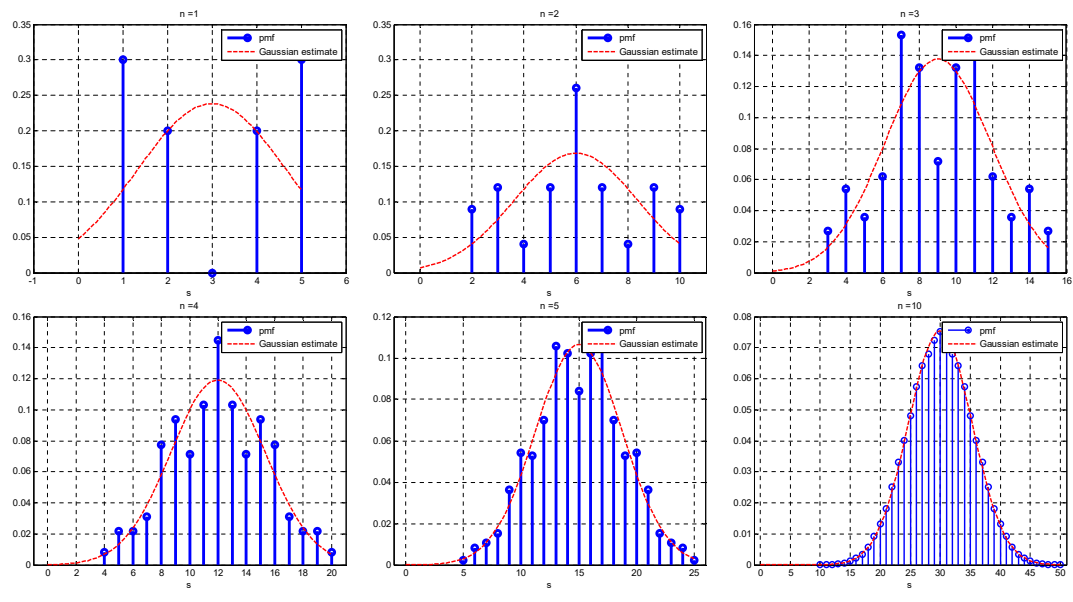 n =1
pmf
Gaussian estimate
0.35
0.3
0.25
0.2
0.15
0.1
0.05
0
-1 0 1 2 3 4 5 6
s
n =2
pmf
Gaussian estimate
0.35
0.3
0.25
0.2
0.15
0.1
0.05
0
0 2 4 6 8 10
s
n =3
pmf
Gaussian estimate
0.16
0.14
0.12
0.1
0.08
0.06
0.04
0.02
0
0 2 4 6 8 10 12 14 16
s
n =4
pmf
Gaussian estimate
0.16
0.14
0.12
0.1
0.08
0.06
0.04
0.02
0
0 2 4 6 8 10 12 14 16 18 20
s
n =5
pmf
Gaussian estimate
0.12
0.1
0.08
0.06
0.04
0.02
0
0 5 10 15 20 25
s
n =10
pmf
Gaussian estimate
0.08
0.07
0.06
0.05
0.04
0.03
0.02
0.01
0
0 5 10 15 20 25 30 35 40 45 50
s